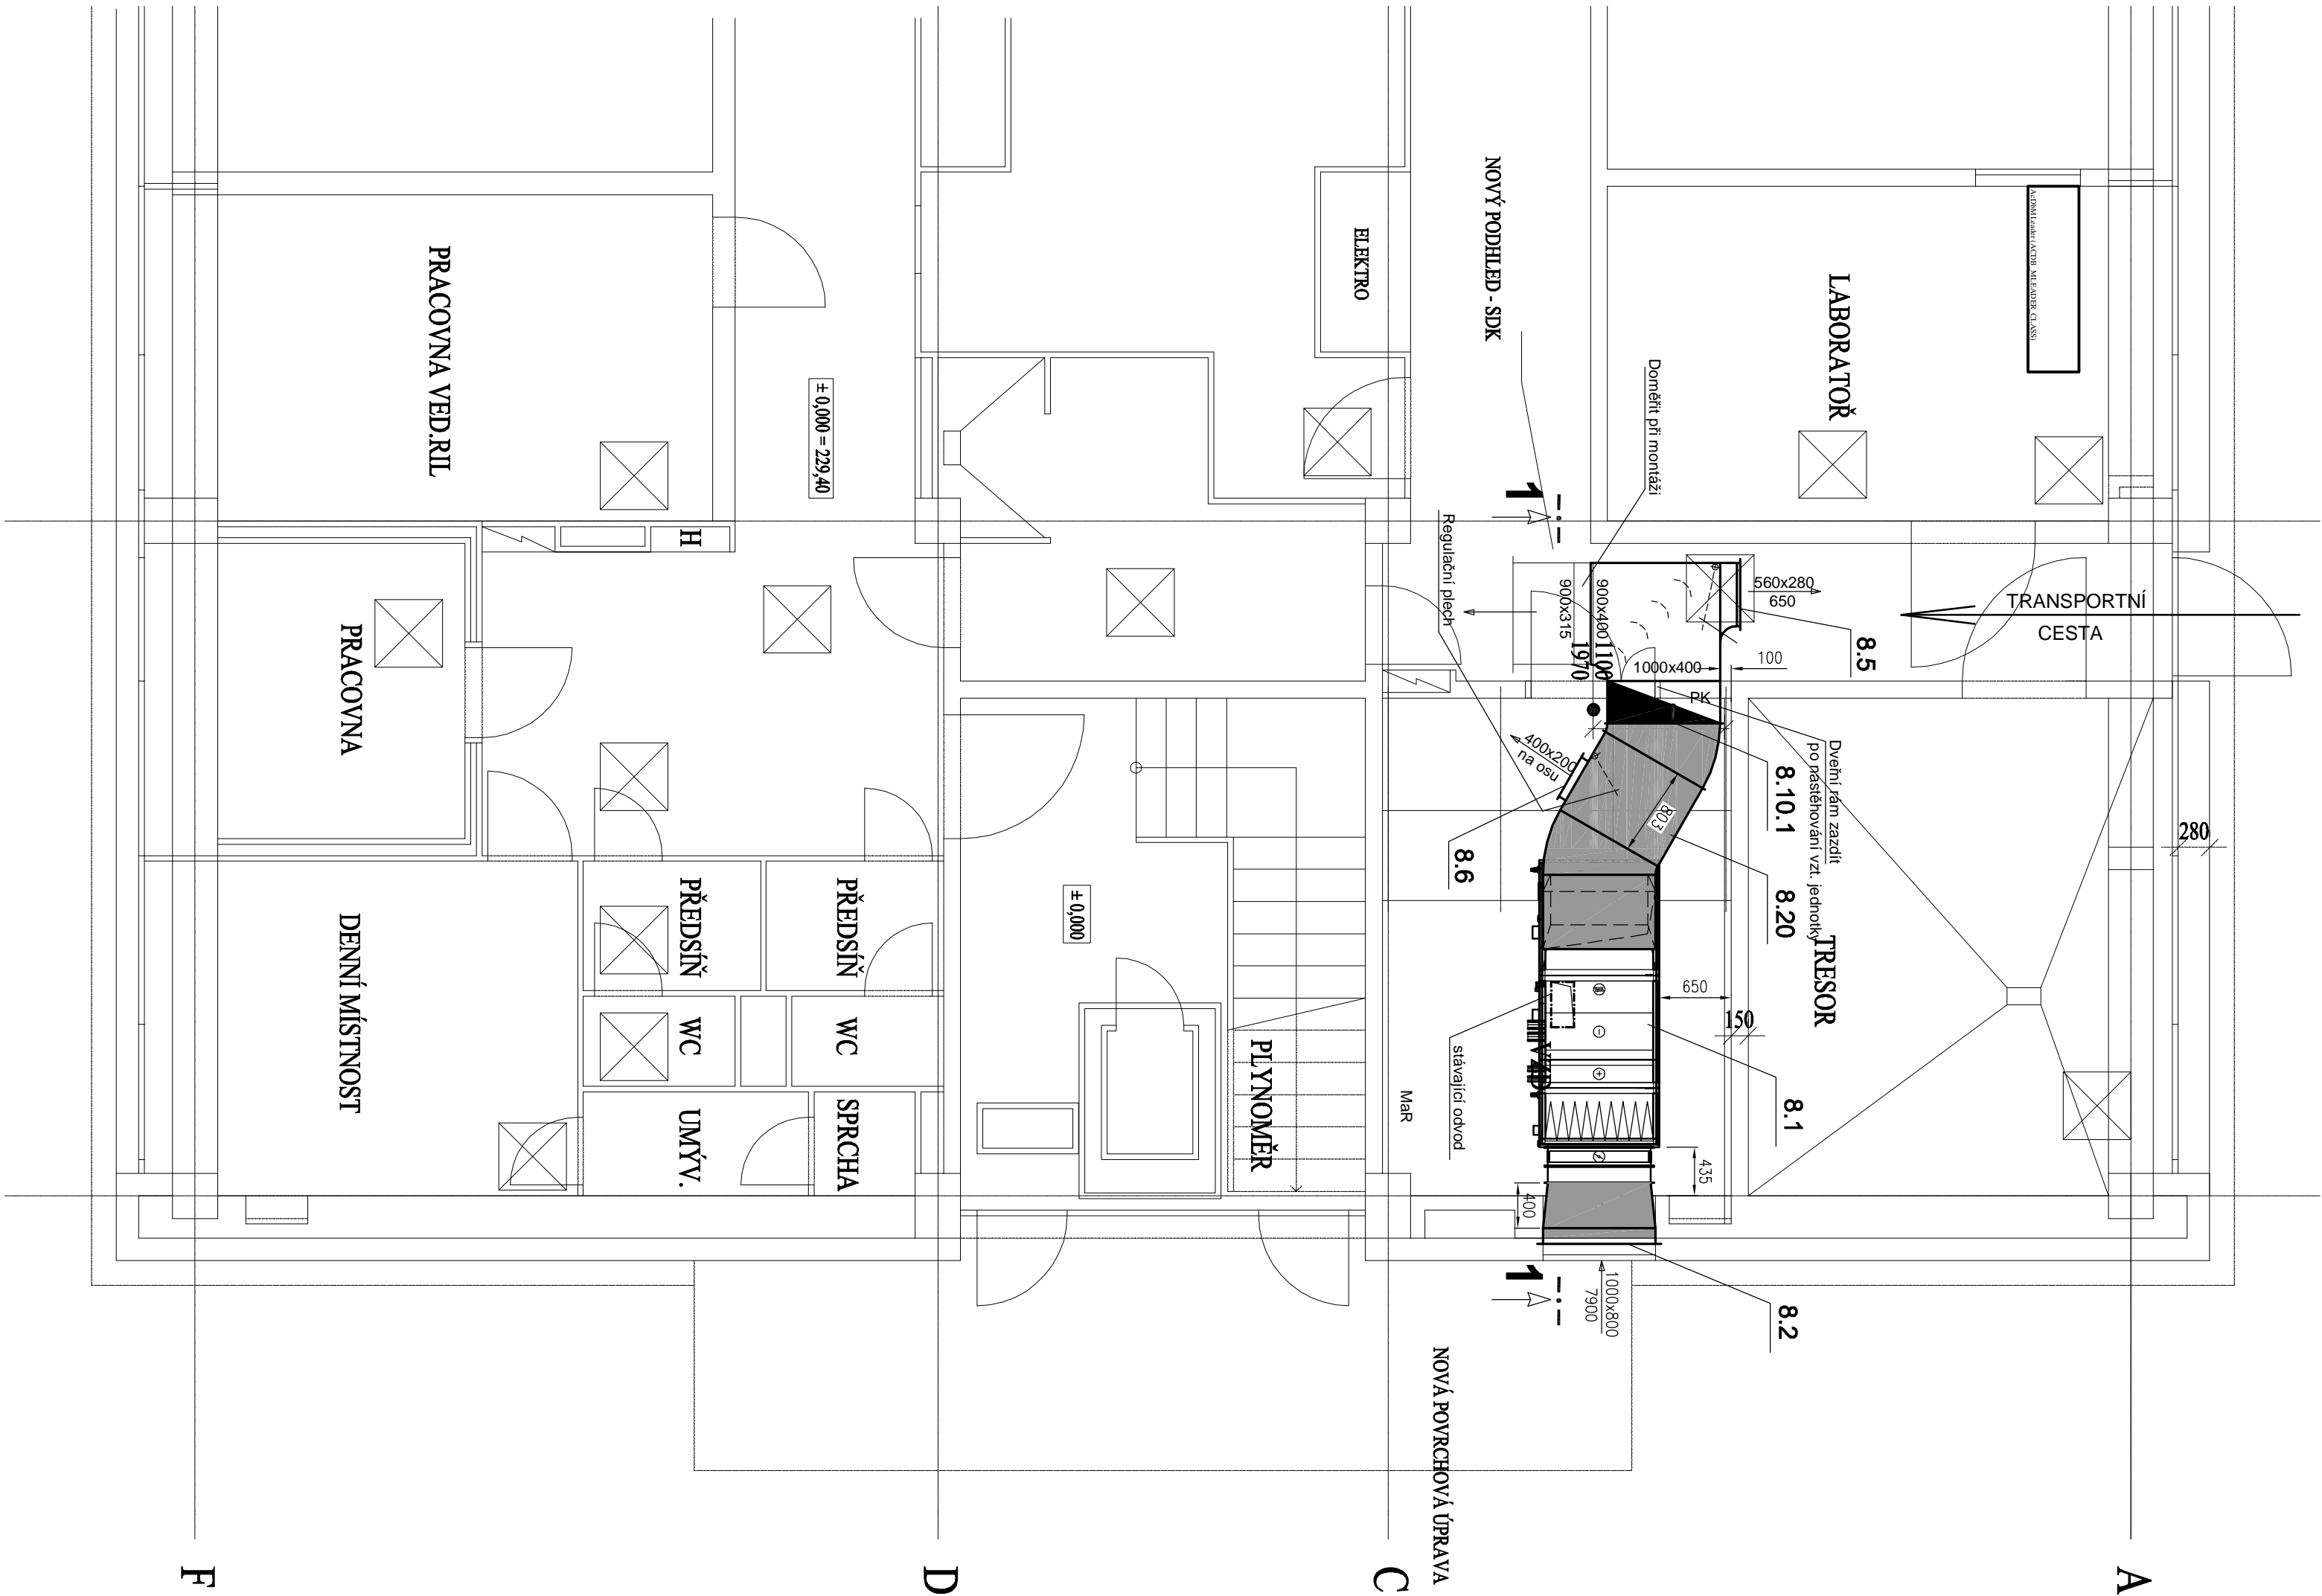 LABORATOŘ
AcDbMLeader (ACDB_MLEADER_CLASS)
NOVÝ PODHLED - SDK
ELEKTRO
PRACOVNA VED.RIL
± 0,000 = 229,40
Doměřit při montáži
Regulační plech
1
H
PRACOVNA
900x315
900x400
1100
1970
1000x400
560x280
650
8.5
100
TRANSPORTNÍ
CESTA
PK
400x200
na osu
803
8.6
8.10.1
8.20
Dveřní rám zazdít
po nastěhování vzt. jednotky
TRESOR
280
650
150
8.1
435
400
stávající odvod
MaR
PLYNOMĚR
± 0,000
PŘEDSÍŇ
PŘEDSÍŇ
WC
WC
SPRCHA
UMÝV.
DENNÍ MÍSTNOST
1
1000x800
7900
8.2
NOVÁ POVRCHOVÁ ÚPRAVA
F
D
C
A